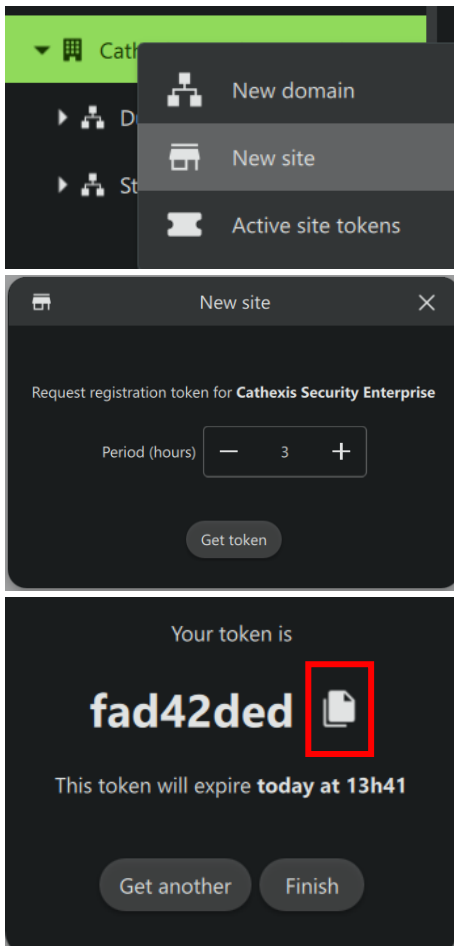 New domain
New site
Active site tokens
New site
Request registration token for Cathexis Security Enterprise
Period (hours) — 3 +
Get token
Your token is
fad42ded
This token will expire today at 13h41
Get another Finish